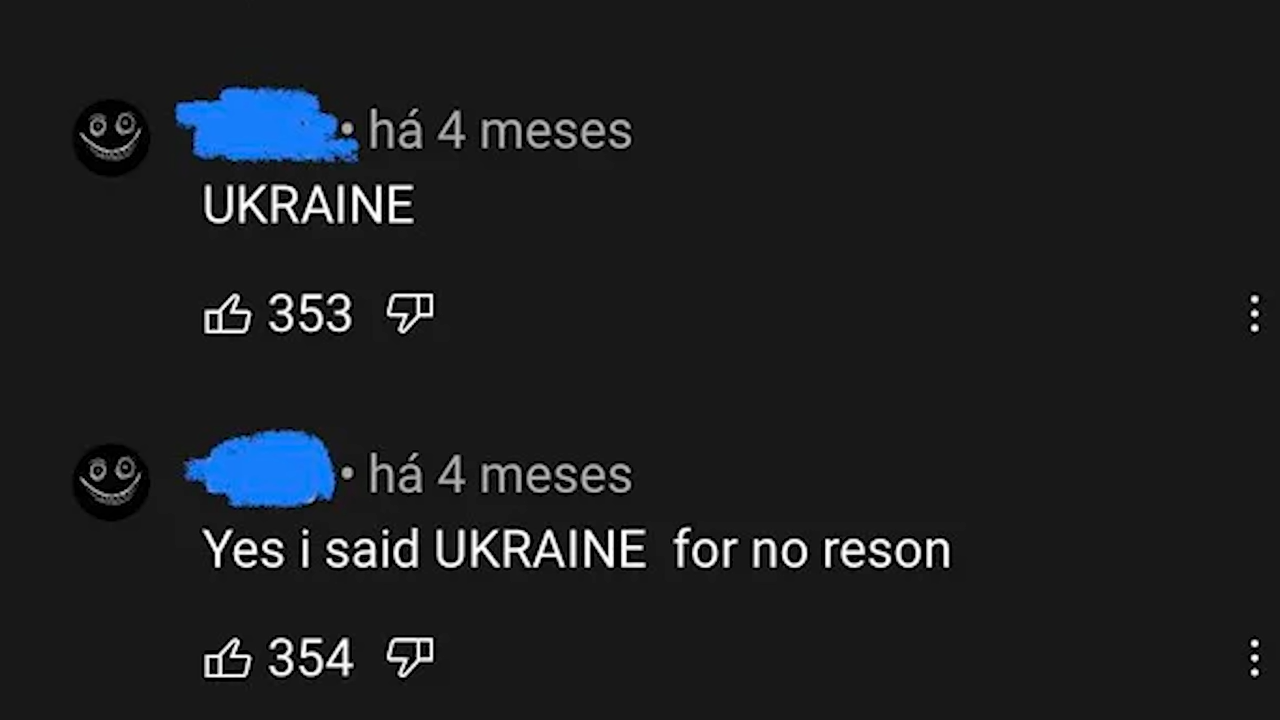 • há 4 meses
UKRAINE
353
• há 4 meses
Yes i said UKRAINE  for no reson
354